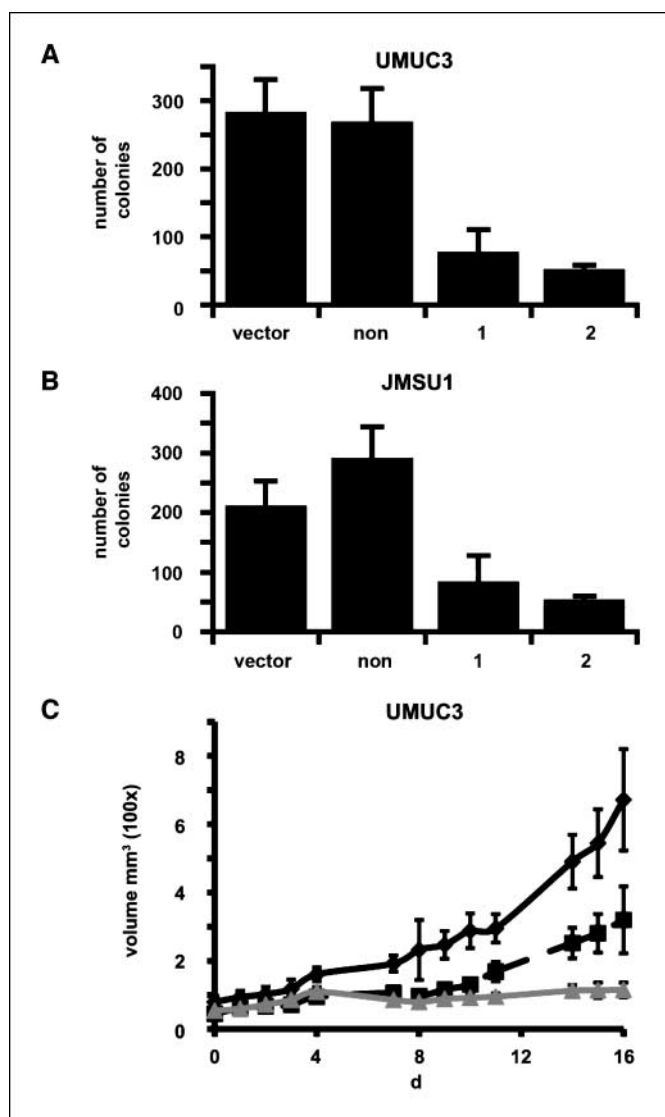 A
UMUC3
number of
colonies
300
200
100
0
vector
non
1
2
B
JMSU1
number of
colonies
400
300
200
100
0
vector
non
1
2
C
UMUC3
volume mm³ (100x)
8
6
4
2
0
0
4
8
12
16
d